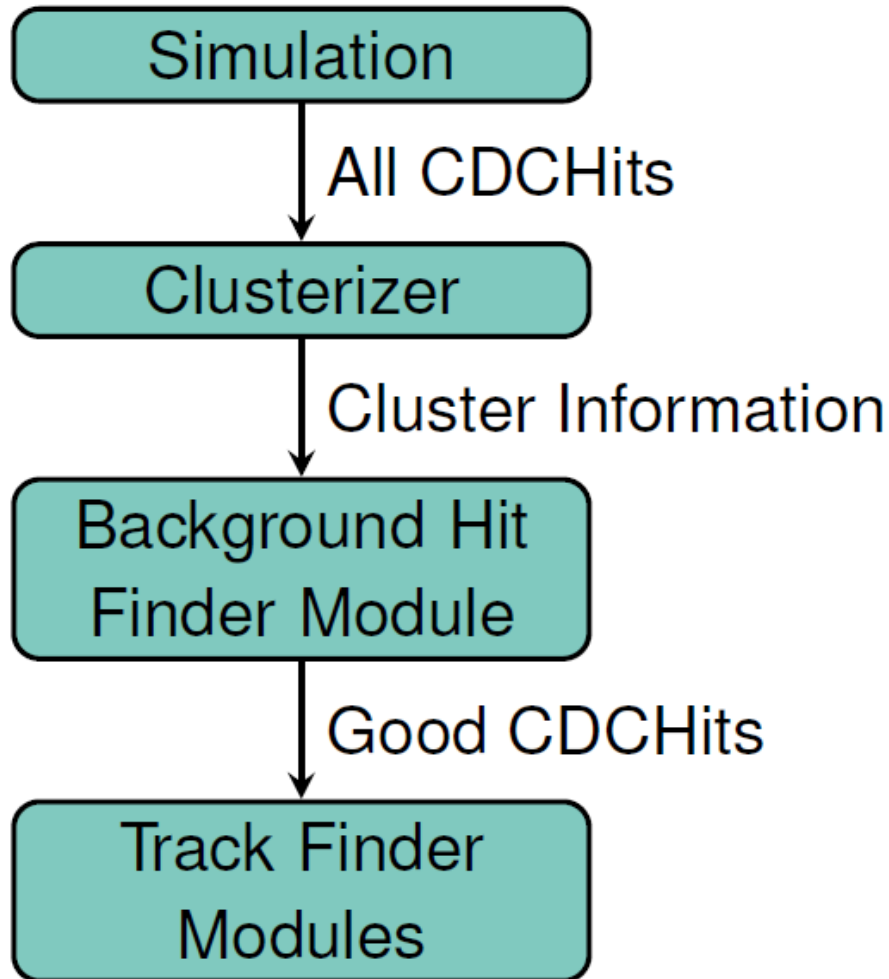 Simulation
All CDCHits
Clusterizer
Cluster Information
Background Hit
Finder Module
Good CDCHits
Track Finder
Modules